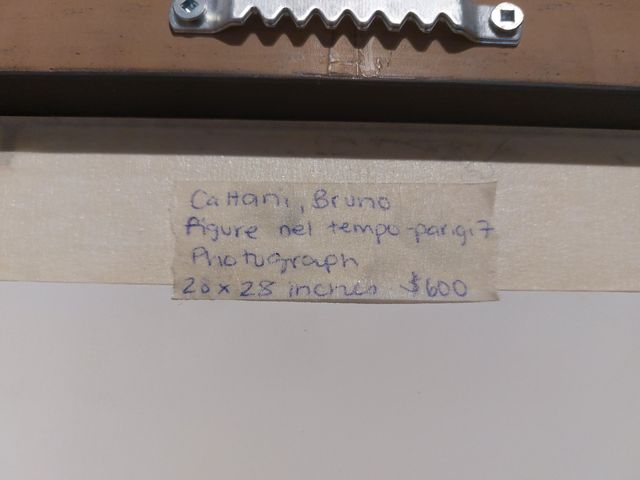 Cattani, Bruno
Figure nel tempo-parigi 7
Photograph
20 x 28 inches $600